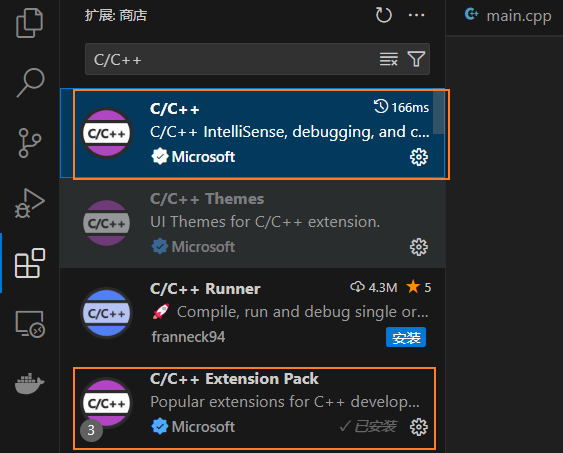 扩展: 商店
main.cpp
C/C++
C/C++
C/C++
166ms
C/C++ IntelliSense, debugging, and c...
Microsoft
C/C++
C/C++ Themes
UI Themes for C/C++ extension.
Microsoft
C/C++
C/C++ Runner
4.3M
5
🚀 Compile, run and debug single or...
franneck94
安装
C/C++
C/C++ Extension Pack
Popular extensions for C++ develop...
3
Microsoft
✓已安装